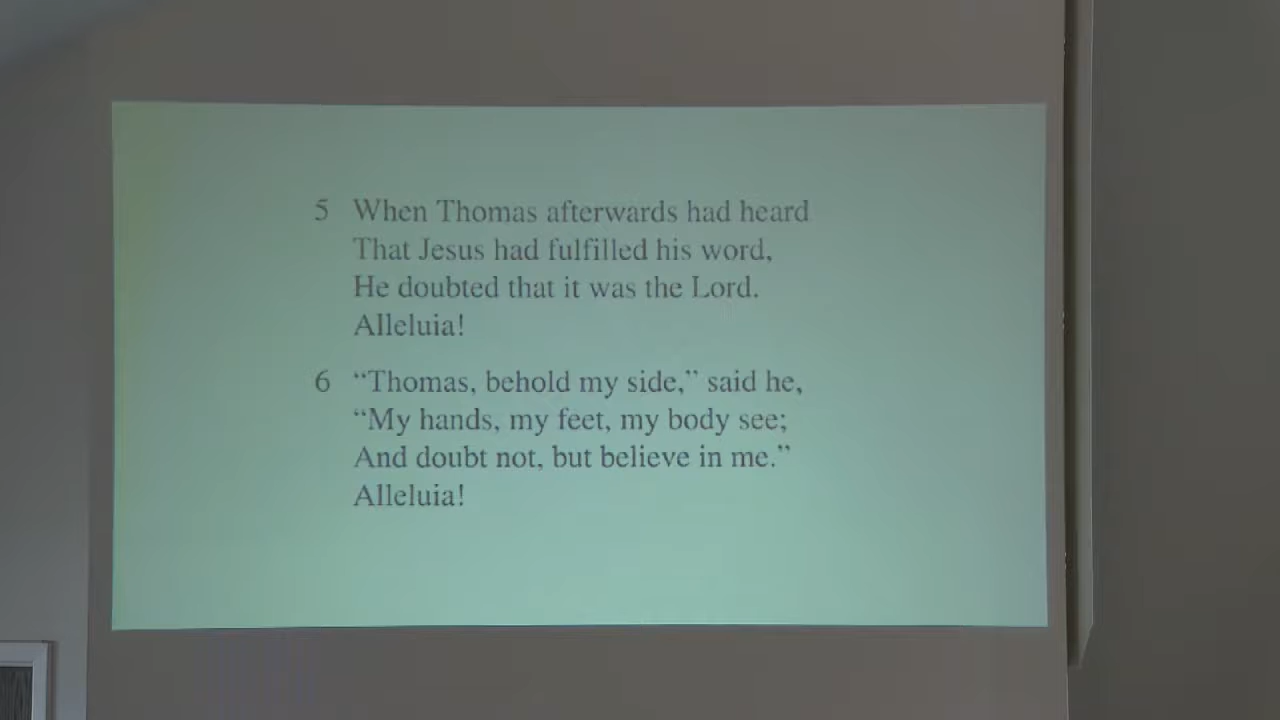 5 When Thomas afterwards had heard
That Jesus had fulfilled his word,
He doubted that it was the Lord.
Alleluia!
6 “Thomas, behold my side,” said he,
“My hands, my feet, my body see;
And doubt not, but believe in me.”
Alleluia!